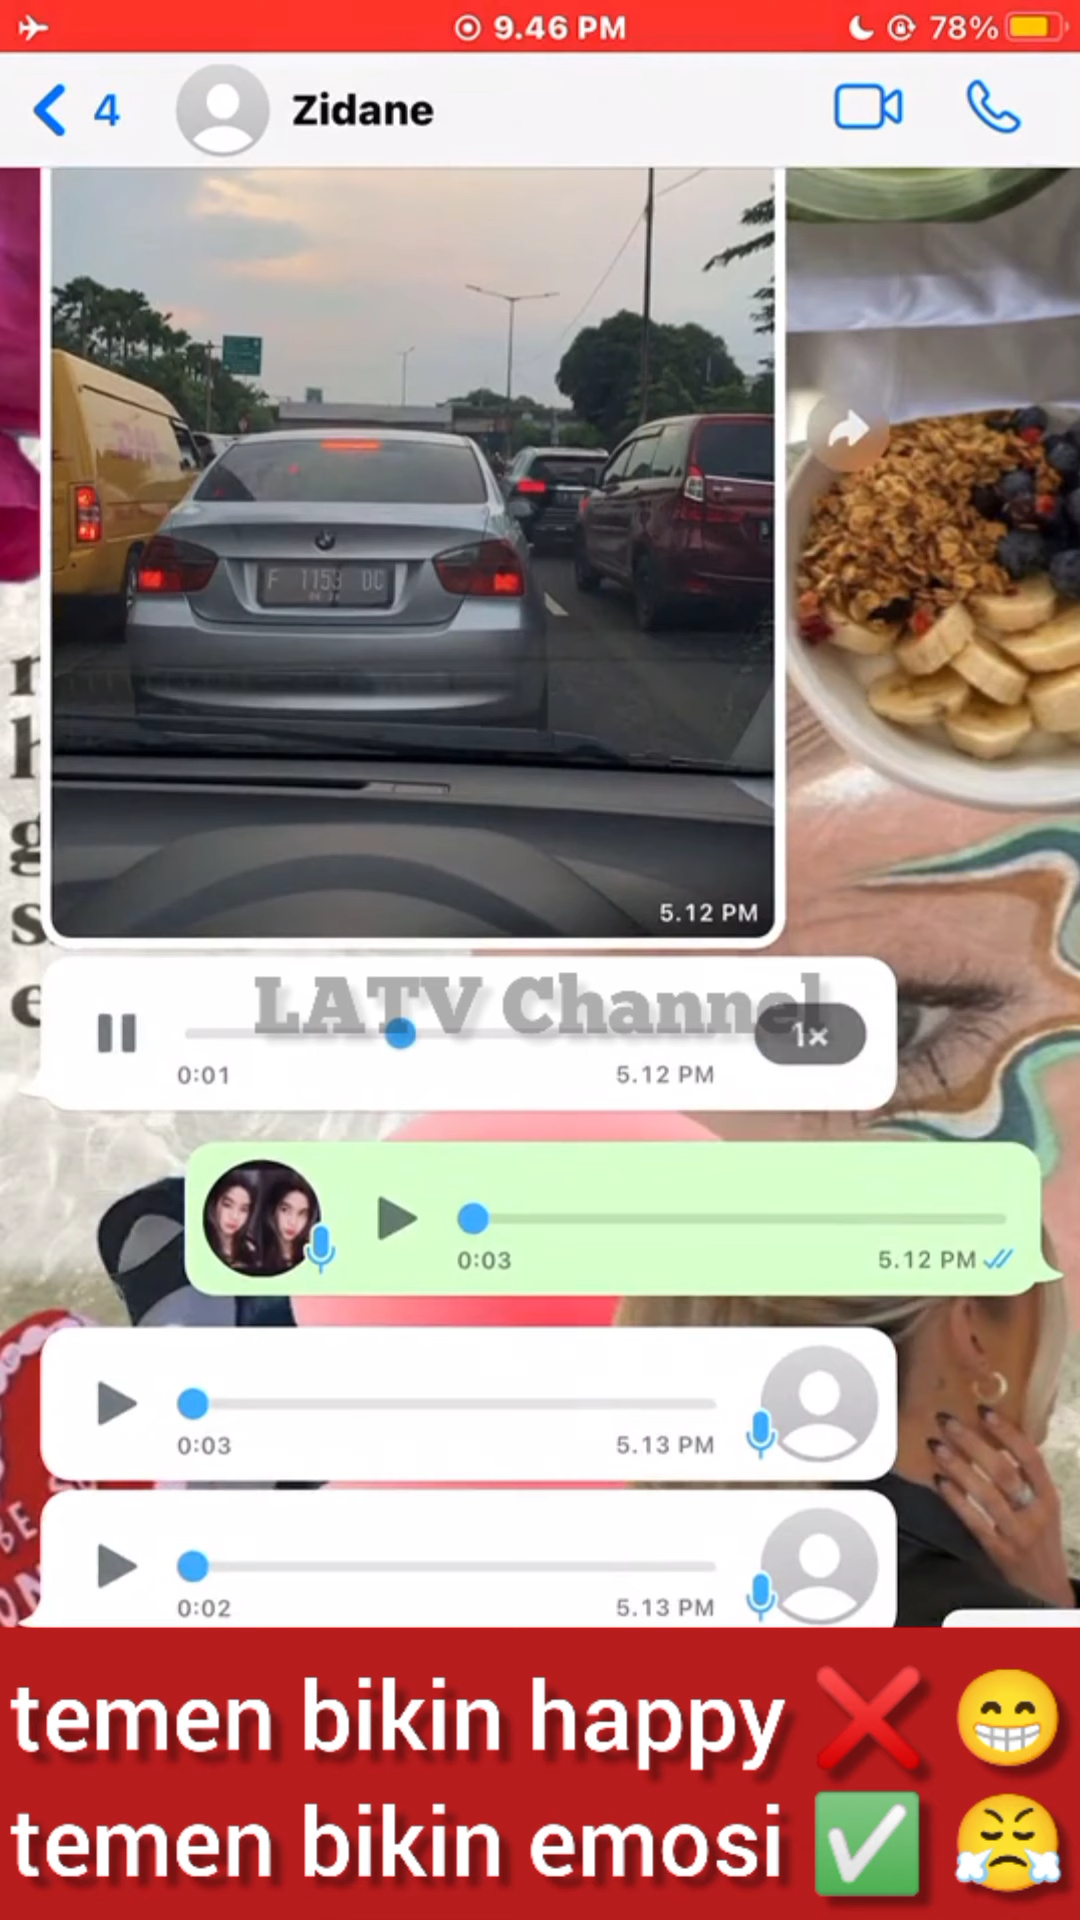 9.46 PM
78%
4
Zidane
F 1153 DC
5.12 PM
LATV Channel
1×
0:01
5.12 PM
0:03
5.12 PM
0:03
5.13 PM
0:02
5.13 PM
BE
temen bikin happy ❌ 😁
temen bikin emosi ✅ 😤